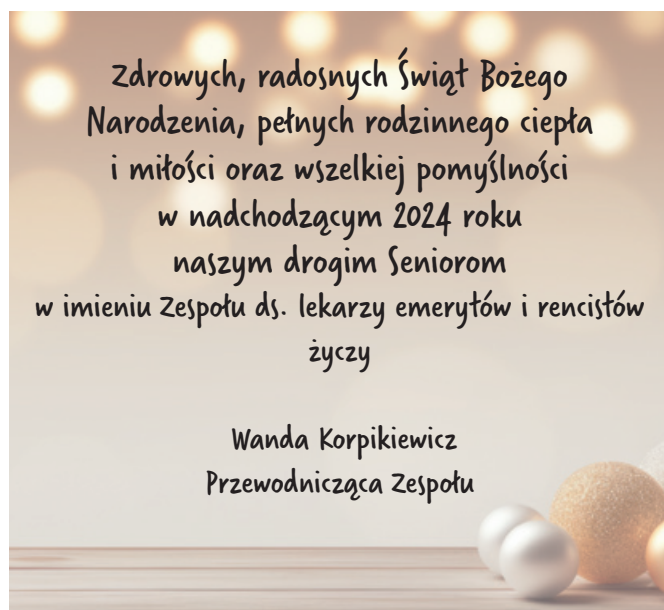 Zdrowych, radosnych Świąt Bożego
Narodzenia, pełnych rodzinnego ciepła
i miłości oraz wszelkiej pomyślności
w nadchodzącym 2024 roku
naszym drogim Seniorom
w imieniu Zespołu ds. lekarzy emerytów i rencistów
życzy
Wanda Korpikiewicz
Przewodnicząca Zespołu